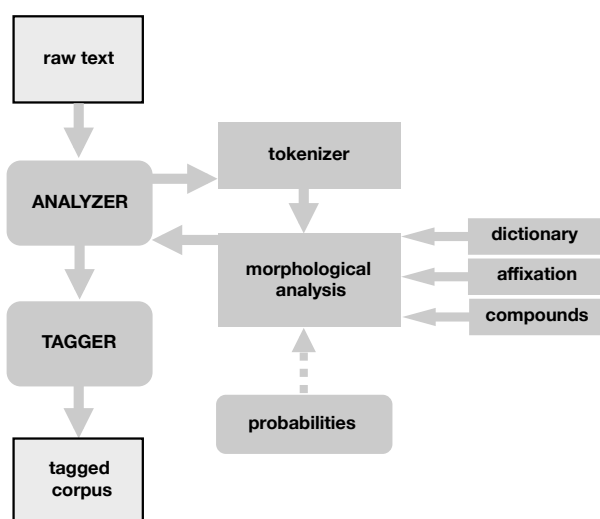 raw text
tokenizer
ANALYZER
dictionary
morphological
analysis
affixation
compounds
TAGGER
probabilities
tagged
corpus